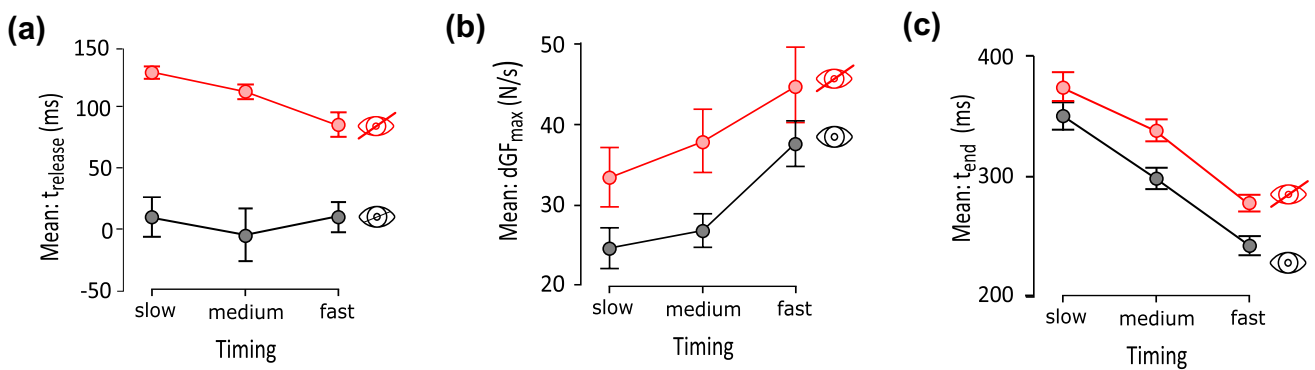 (a)
Mean: t_release (ms)
150
100
50
0
-50
slow medium fast
Timing
(b)
Mean: dGF_max (N/s)
50
40
30
20
slow medium fast
Timing
(c)
Mean: t_end (ms)
400
300
200
slow medium fast
Timing